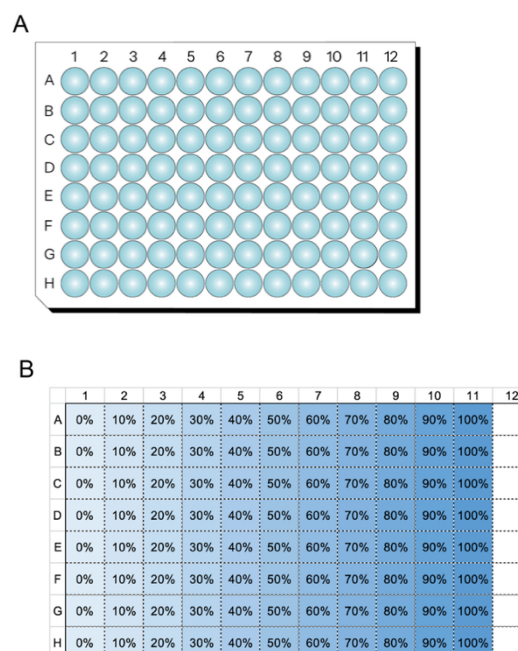 A
1 2 3 4 5 6 7 8 9 10 11 12
A
B
C
D
E
F
G
H
B
1 2 3 4 5 6 7 8 9 10 11 12
A 0% 10% 20% 30% 40% 50% 60% 70% 80% 90% 100%
B 0% 10% 20% 30% 40% 50% 60% 70% 80% 90% 100%
C 0% 10% 20% 30% 40% 50% 60% 70% 80% 90% 100%
D 0% 10% 20% 30% 40% 50% 60% 70% 80% 90% 100%
E 0% 10% 20% 30% 40% 50% 60% 70% 80% 90% 100%
F 0% 10% 20% 30% 40% 50% 60% 70% 80% 90% 100%
G 0% 10% 20% 30% 40% 50% 60% 70% 80% 90% 100%
H 0% 10% 20% 30% 40% 50% 60% 70% 80% 90% 100%